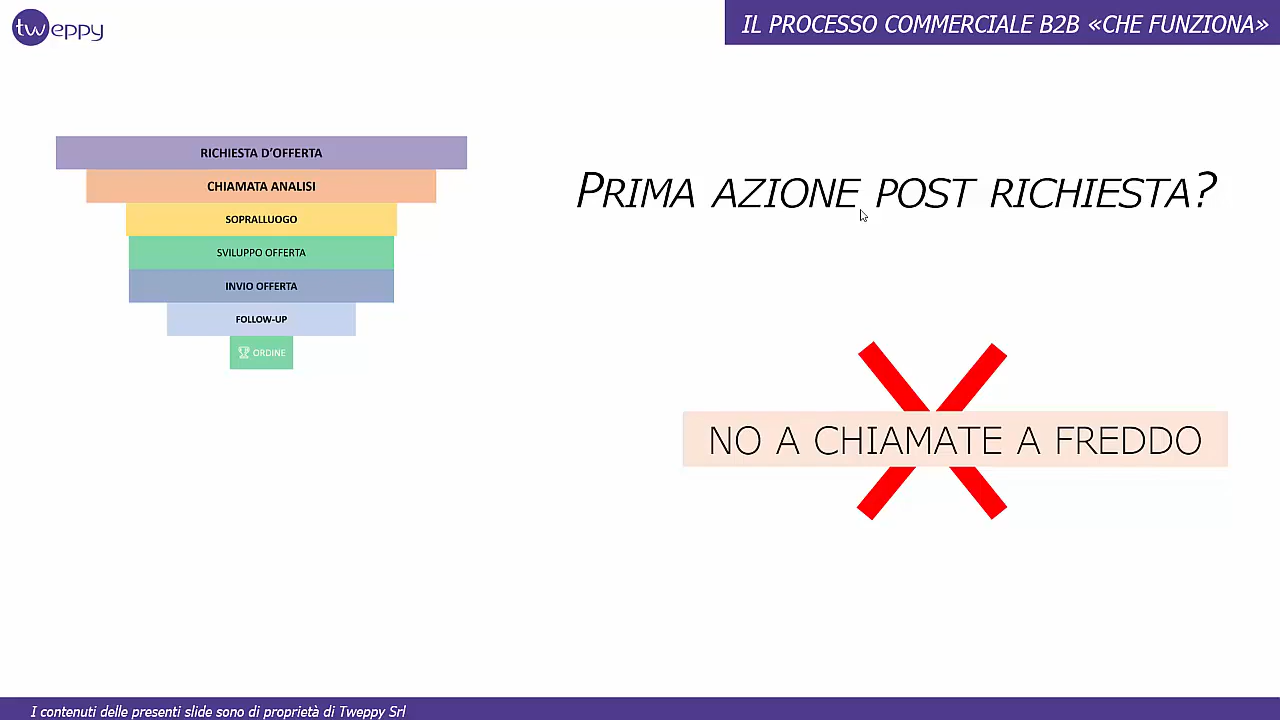 tweppy
IL PROCESSO COMMERCIALE B2B «CHE FUNZIONA»
RICHIESTA D'OFFERTA
CHIAMATA ANALISI
SOPRALLUOGO
SVILUPPO OFFERTA
INVIO OFFERTA
FOLLOW-UP
ORDINE
PRIMA AZIONE POST RICHIESTA?
NO A CHIAMATE A FREDDO
I contenuti delle presenti slide sono di proprietà di Tweppy Srl